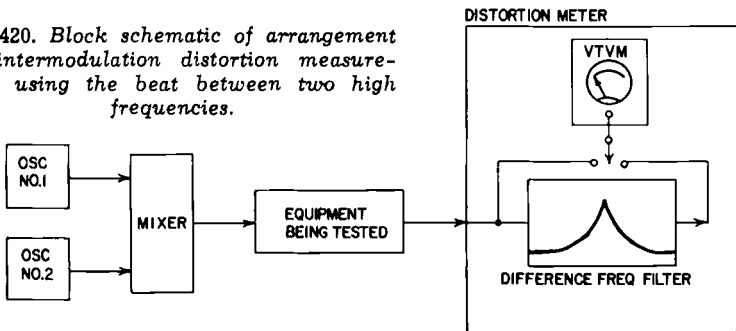 420. Block schematic of arrangement
intermodulation distortion measure-
using the beat between two high
frequencies.
DISTORTION METER
VTVM
OSC
NO.1
MIXER
EQUIPMENT
BEING TESTED
OSC
NO.2
DIFFERENCE FREQ FILTER